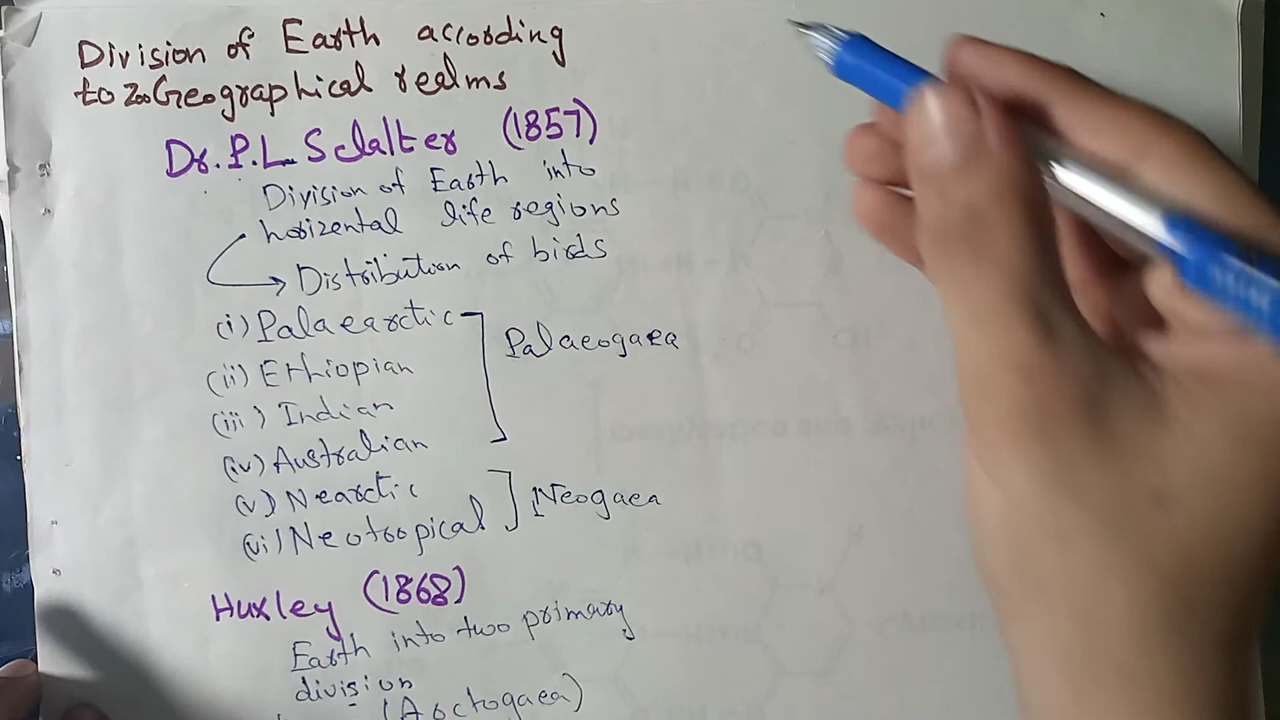 Division of Earth according
to ZooGeographical realms
Dr. P.L. Sclalter (1857)
Division of Earth into
horizental life regions
Distribution of birds
(i) Palaearctic
Palaeogaea
(ii) Ethiopian
(iii) Indian
(iv) Australian
(v) Nearctic
Neogaea
(vi) Neotropical
Huxley (1868)
Earth into two primary
division
(Arctogaea)